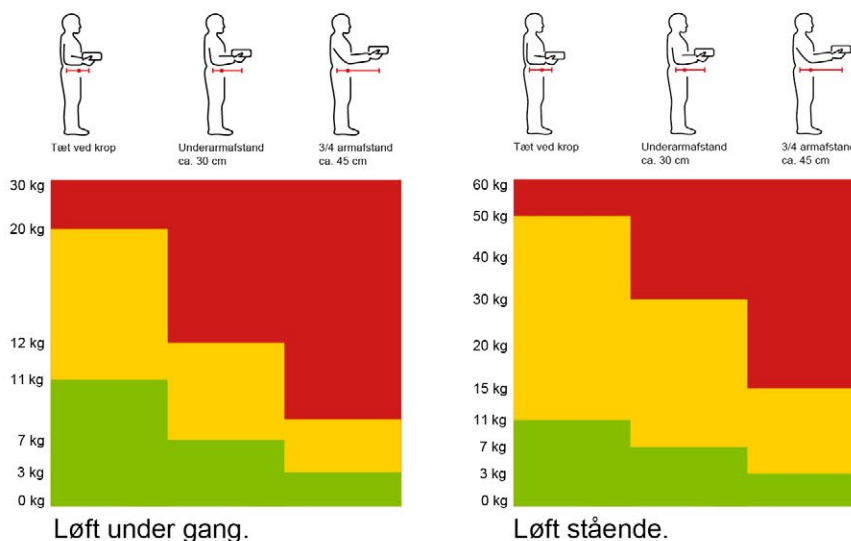 Tæt ved krop
Underarmafstand
ca. 30 cm
3/4 armafstand
ca. 45 cm
30 kg
20 kg
12 kg
11 kg
7 kg
3 kg
0 kg
Løft under gang.
Tæt ved krop
Underarmafstand
ca. 30 cm
3/4 armafstand
ca. 45 cm
60 kg
50 kg
40 kg
30 kg
20 kg
15 kg
11 kg
7 kg
3 kg
0 kg
Løft stående.